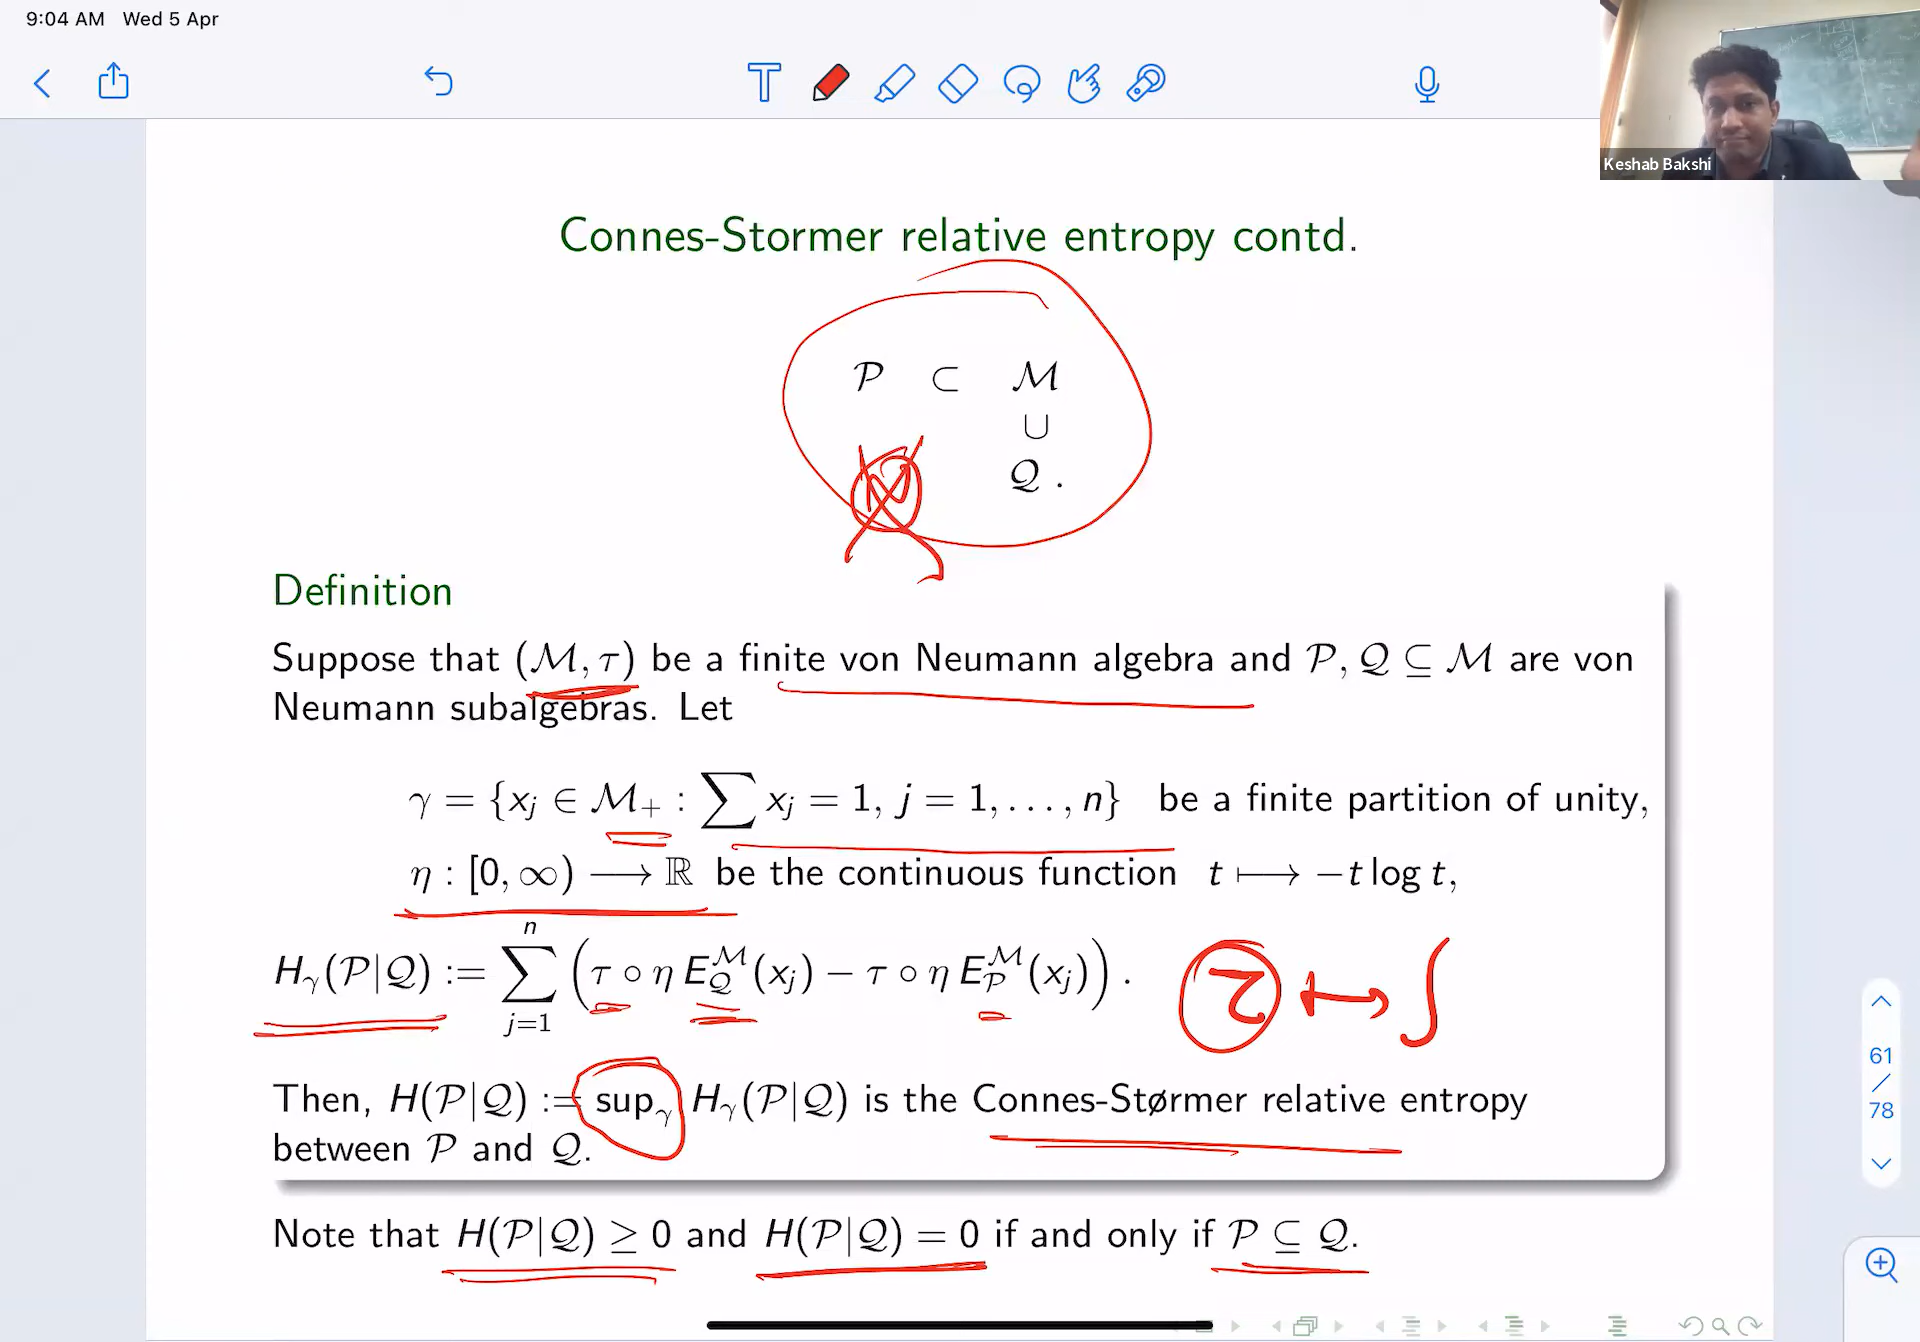 9:04 AM Wed 5 Apr
Keshab Bakshi
Connes-Stormer relative entropy contd.
𝒫 ⊂ ℳ
∪
𝒬 .
Definition
Suppose that (ℳ, τ) be a finite von Neumann algebra and 𝒫, 𝒬 ⊆ ℳ are von
Neumann subalgebras. Let
γ = {x_j ∈ ℳ_+ : ∑ x_j = 1, j = 1, . . . , n} be a finite partition of unity,
η : [0, ∞) ⟶ ℝ be the continuous function t ⟼ −t log t,
H_γ(𝒫|𝒬) := ∑_{j=1}^{n} (τ ∘ η E_𝒬^ℳ(x_j) − τ ∘ η E_𝒫^ℳ(x_j)) . τ ↦ ∫
Then, H(𝒫|𝒬) := sup_γ H_γ(𝒫|𝒬) is the Connes-Størmer relative entropy
between 𝒫 and 𝒬.
Note that H(𝒫|𝒬) ≥ 0 and H(𝒫|𝒬) = 0 if and only if 𝒫 ⊆ 𝒬.
61
/
78